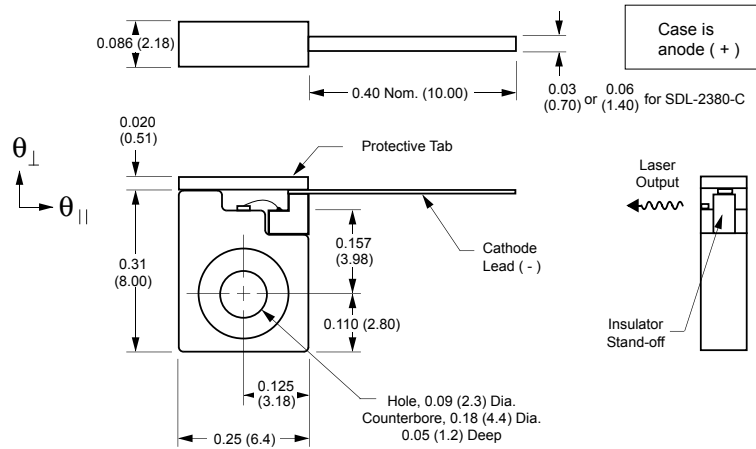 0.086 (2.18)
0.40 Nom. (10.00)
0.03
(0.70) or 0.06
(1.40) for SDL-2380-C
Case is
anode ( + )
0.020
(0.51)
Protective Tab
θ⊥
θ||
Laser
Output
0.31
(8.00)
0.157
(3.98)
Cathode
Lead ( - )
0.110 (2.80)
Insulator
Stand-off
0.125
(3.18)
Hole, 0.09 (2.3) Dia.
Counterbore, 0.18 (4.4) Dia.
0.05 (1.2) Deep
0.25 (6.4)